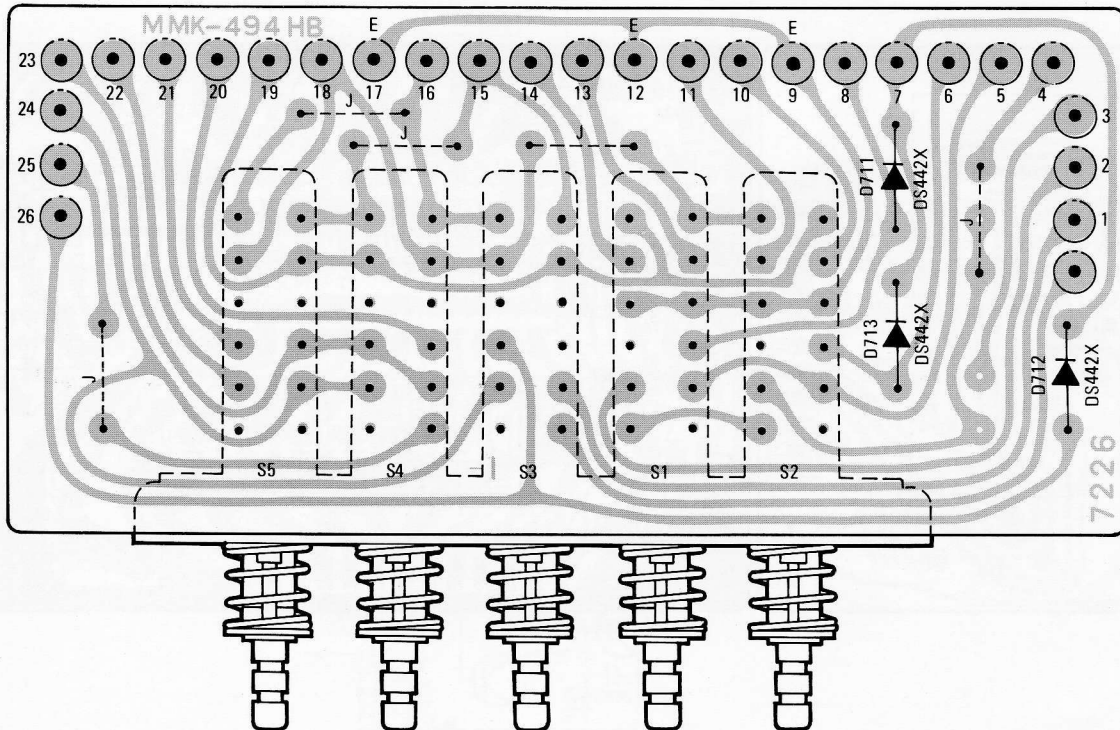 MMK-494 HB
E E E
23 22 21 20 19 18 17 16 15 14 13 12 11 10 9 8 7 6 5 4
24 3
25 2
26 1
J
J
J
J
J
D711 DS442X
D713 DS442X
D712 DS442X
S5 S4 S3 S1 S2
7226